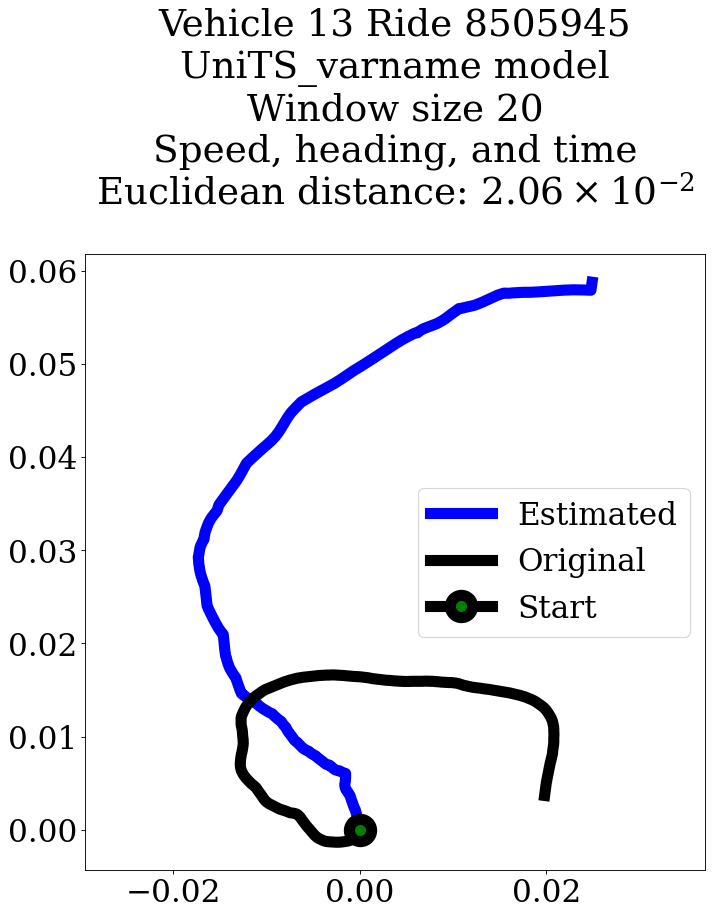 Vehicle 13 Ride 8505945
UniTS_varname model
Window size 20
Speed, heading, and time
Euclidean distance: 2.06 × 10⁻²
0.06
0.05
0.04
0.03
0.02
0.01
0.00
Estimated
Original
Start
−0.02
0.00
0.02